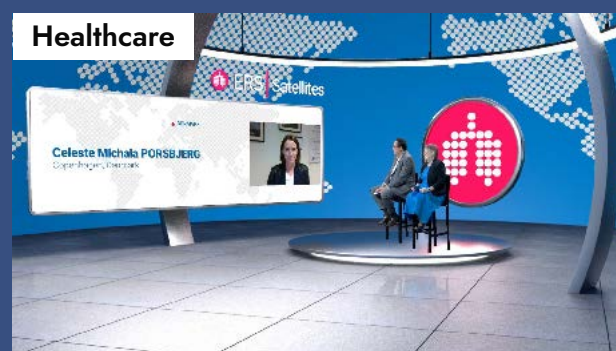 Healthcare
ERS Satellites
Celeste Michala PORSBJERG
Copenhagen, Denmark